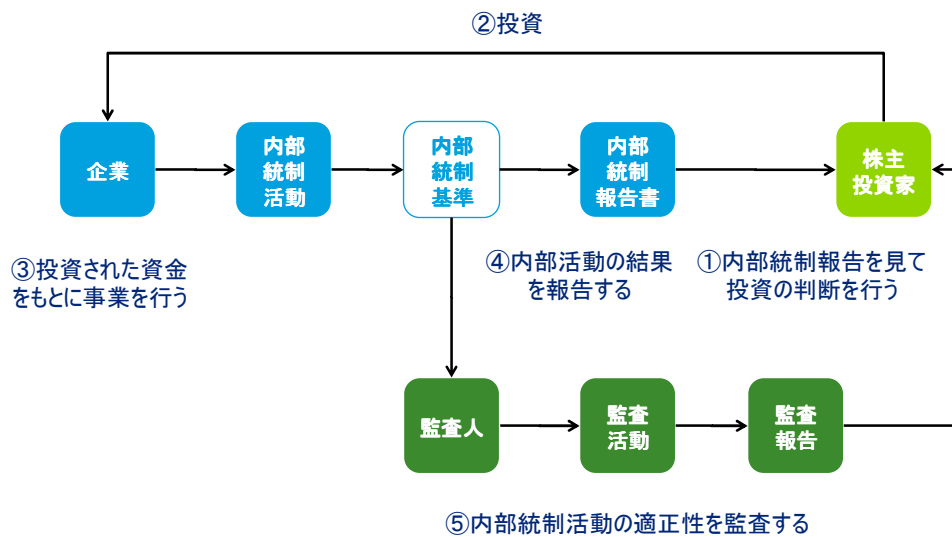 ②投資
企業
内部
統制
活動
内部
統制
基準
内部
統制
報告書
株主
投資家
③投資された資金
をもとに事業を行う
④内部活動の結果
を報告する
①内部統制報告を見て
投資の判断を行う
監査人
監査
活動
監査
報告
⑤内部統制活動の適正性を監査する